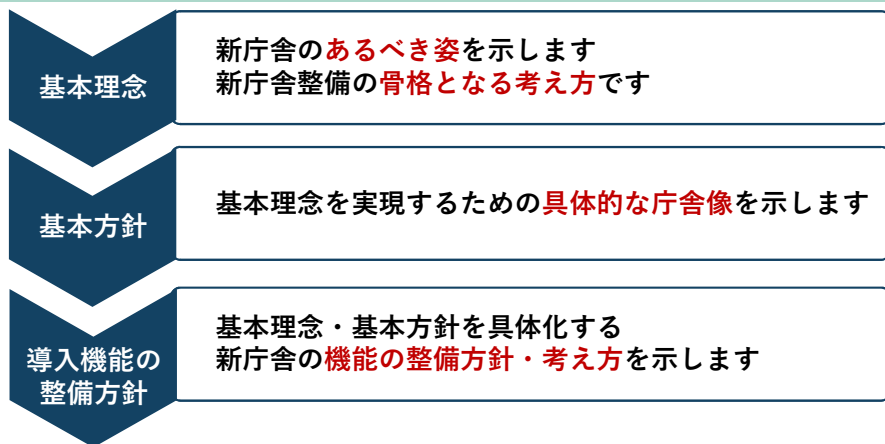 基本理念
新庁舎のあるべき姿を示します
新庁舎整備の骨格となる考え方です
基本方針
基本理念を実現するための具体的な庁舎像を示します
導入機能の
整備方針
基本理念・基本方針を具体化する
新庁舎の機能の整備方針・考え方を示します